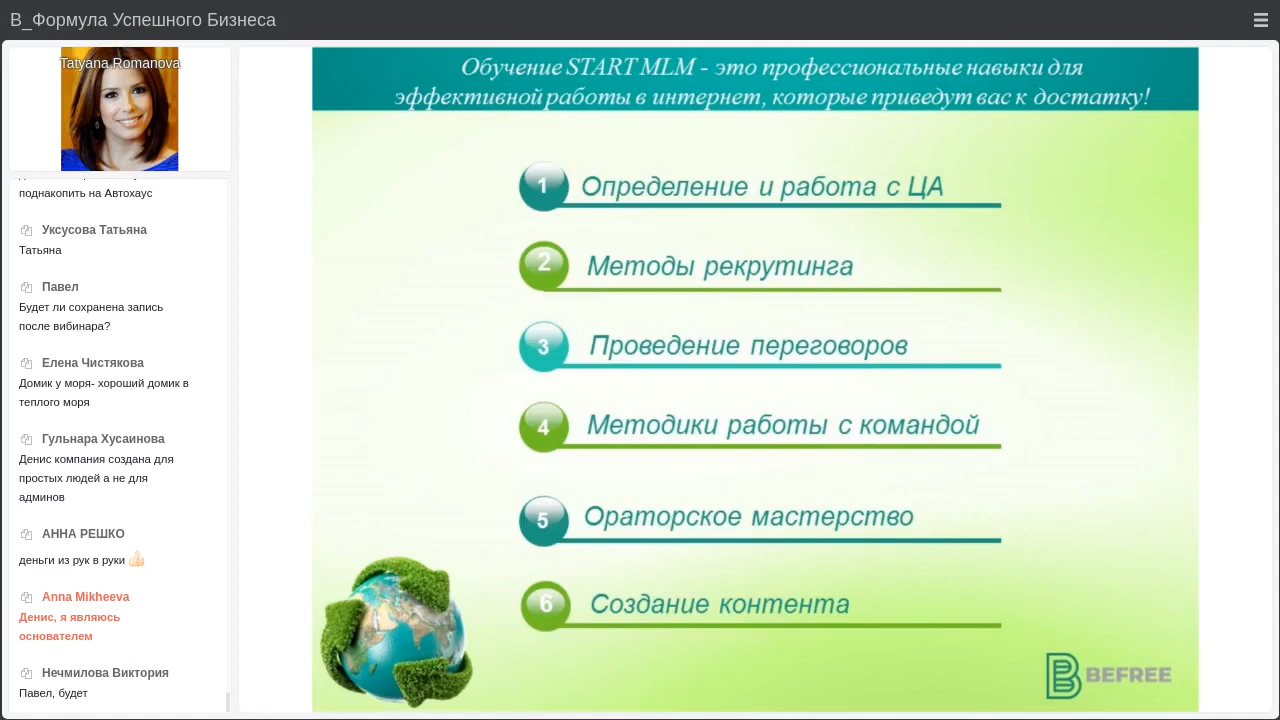 В_Формула Успешного Бизнеса
Tatyana Romanova
поднакопить на Автохаус
Уксусова Татьяна
Татьяна
Павел
Будет ли сохранена запись
после вибинара?
Елена Чистякова
Домик у моря- хороший домик в
теплого моря
Гульнара Хусаинова
Денис компания создана для
простых людей а не для
админов
АННА РЕШКО
деньги из рук в руки
Anna Mikheeva
Денис, я являюсь
основателем
Нечмилова Виктория
Павел, будет
Обучение START MLM - это профессиональные навыки для
эффективной работы в интернет, которые приведут вас к достатку!
1 Определение и работа с ЦА
2 Методы рекрутинга
3 Проведение переговоров
4 Методики работы с командой
5 Ораторское мастерство
6 Создание контента
BEFREE